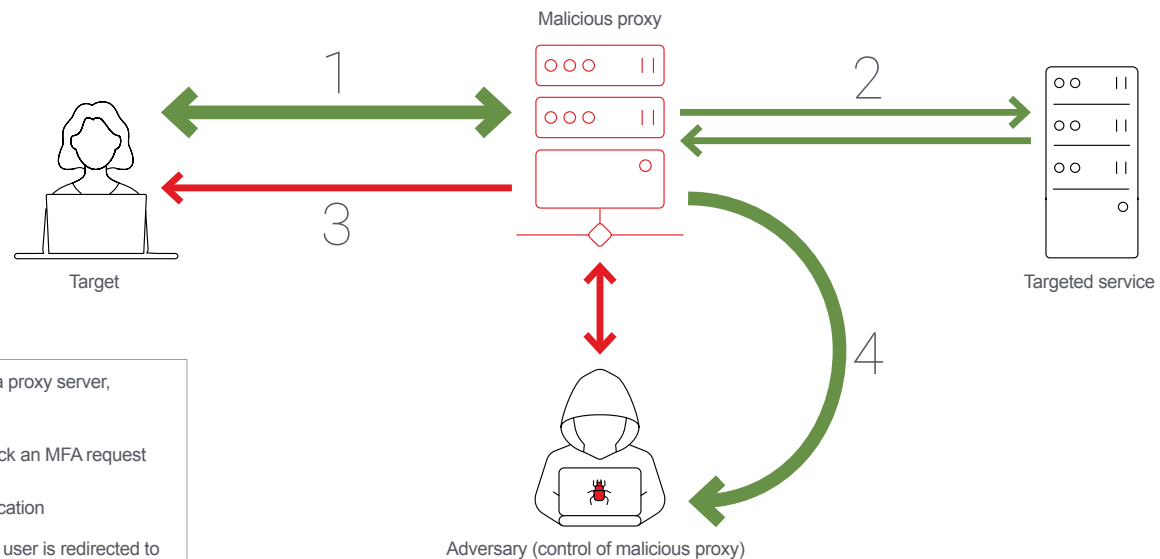 Malicious proxy
1
2
3
Target
Targeted service
4
a proxy server,
ck an MFA request
cation
user is redirected to
Adversary (control of malicious proxy)